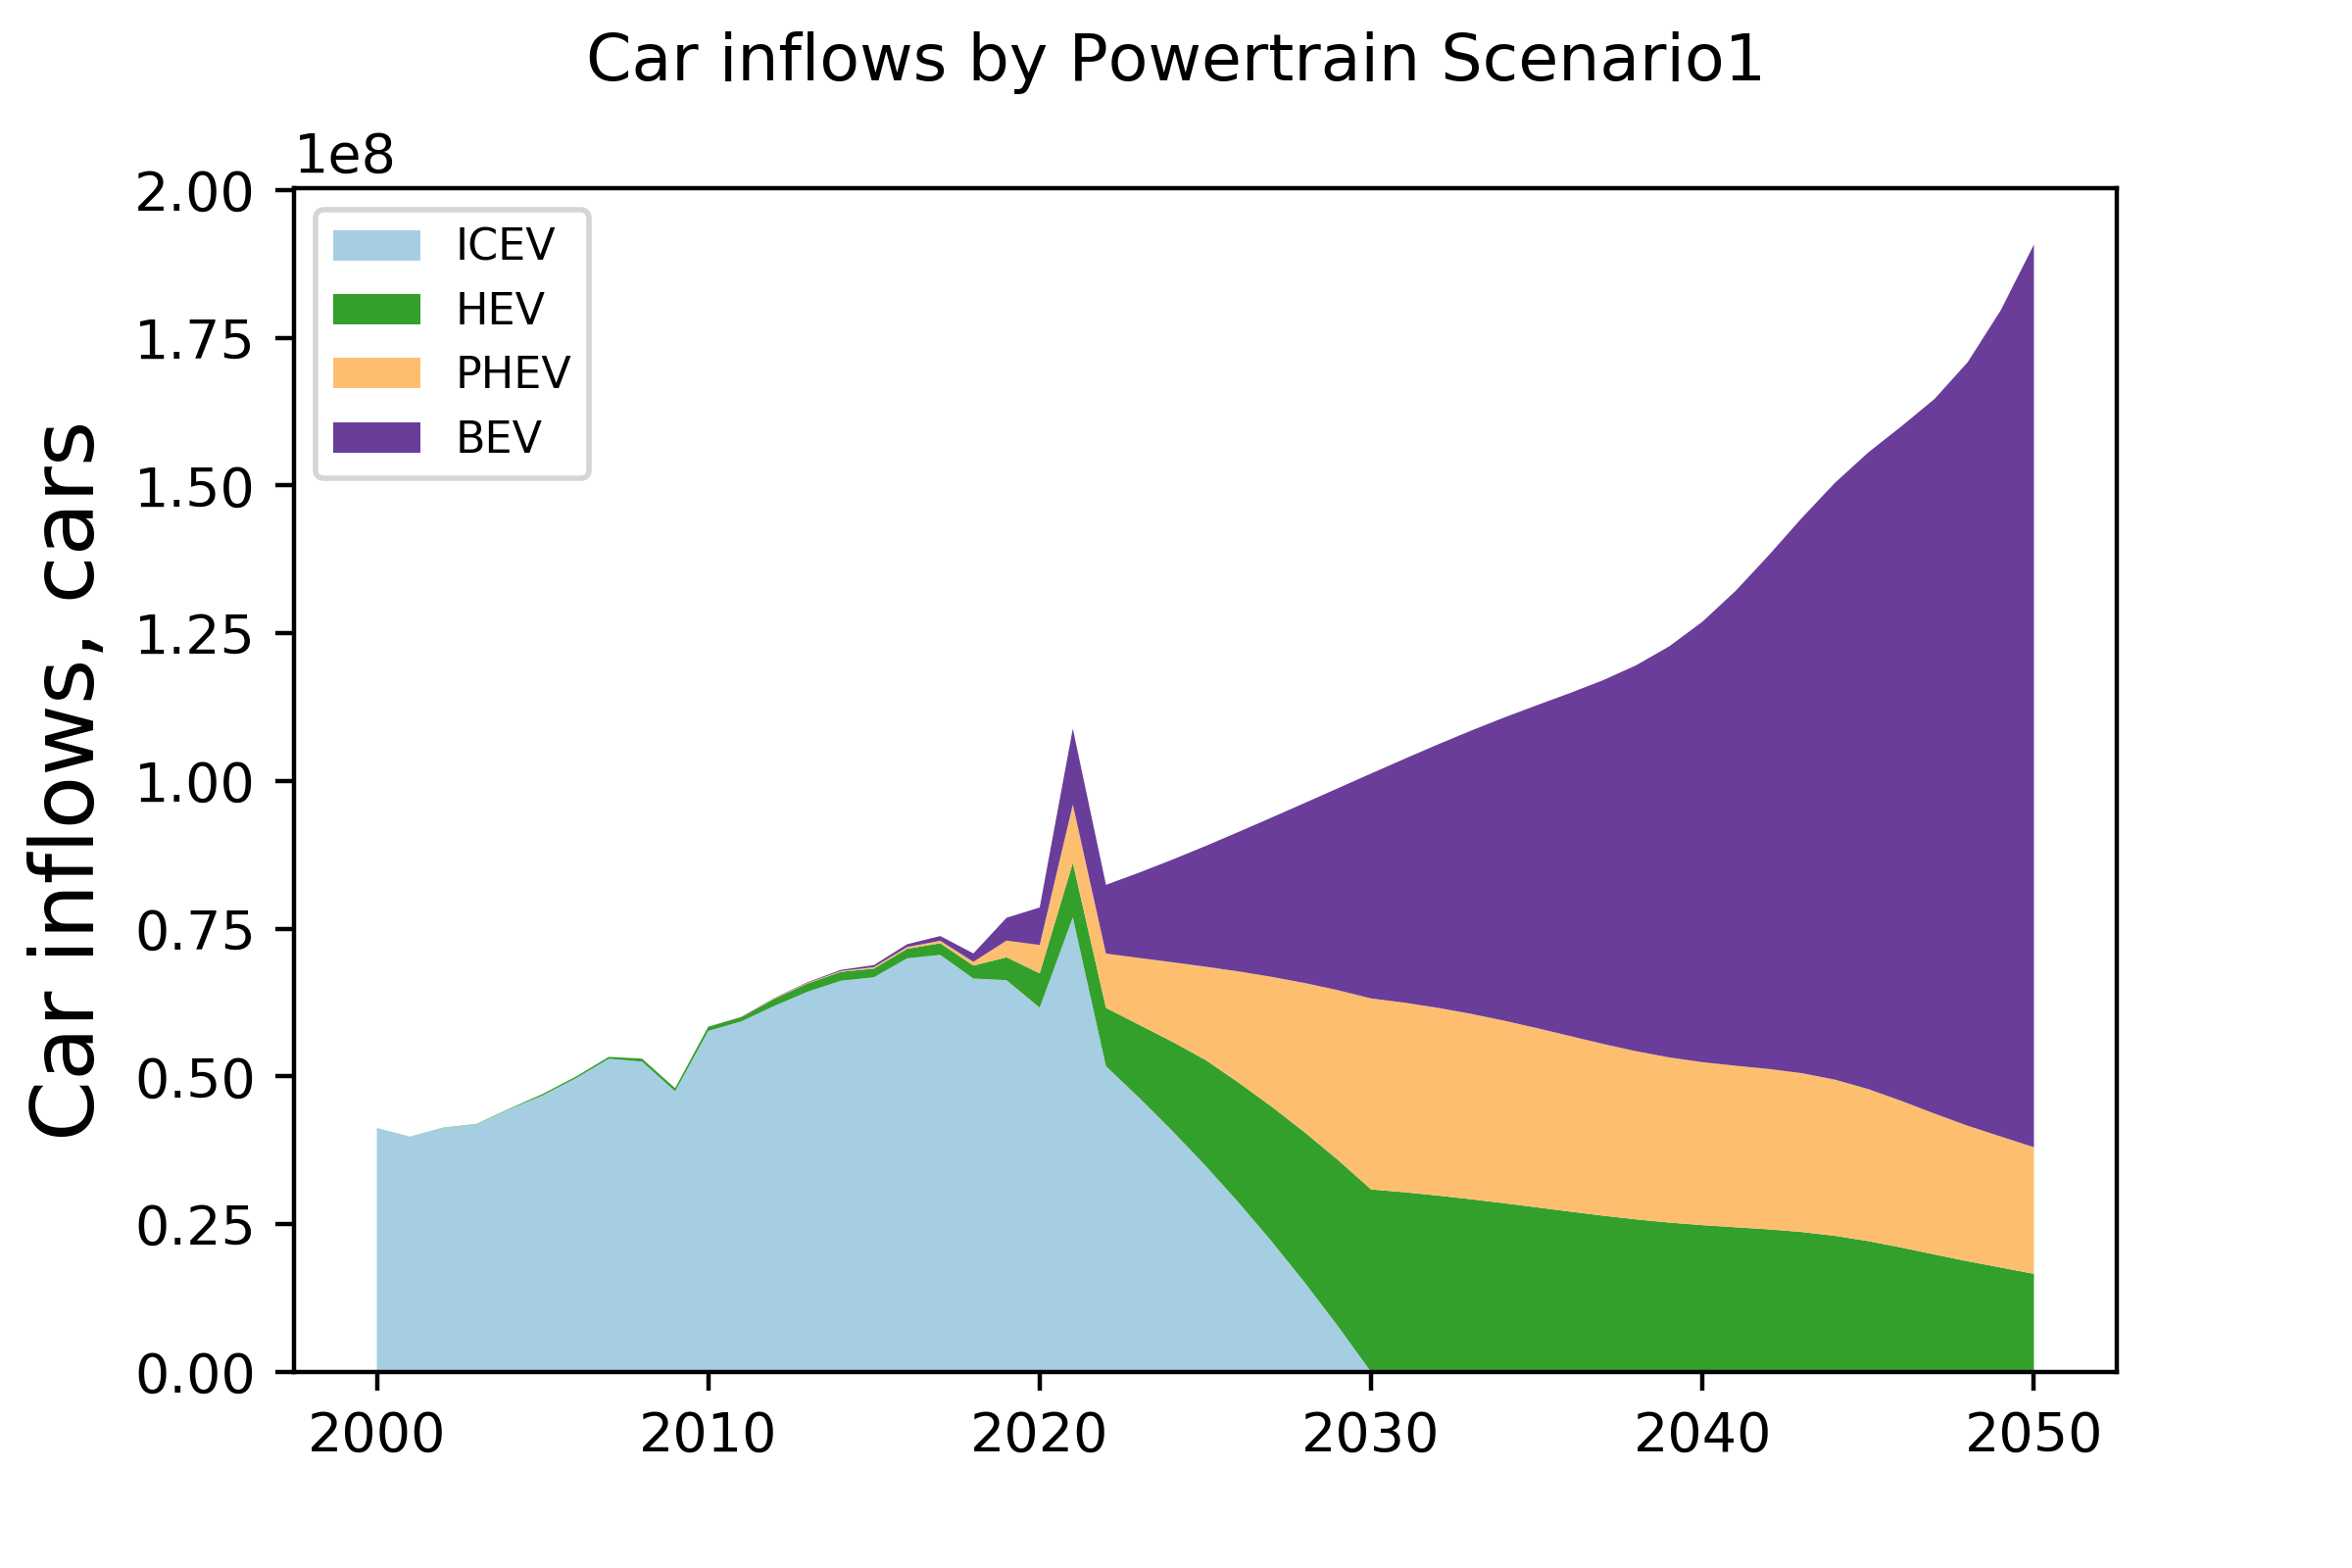 Car inflows by Powertrain Scenario1
1e8
2.00
1.75
1.50
1.25
1.00
0.75
0.50
0.25
0.00
Car inflows, cars
ICEV
HEV
PHEV
BEV
2000 2010 2020 2030 2040 2050